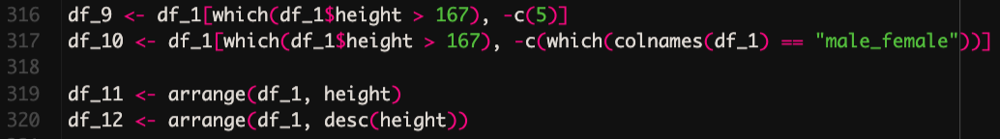 316 df_9 <- df_1[which(df_1$height > 167), -c(5)]
317 df_10 <- df_1[which(df_1$height > 167), -c(which(colnames(df_1) == "male_female"))]
318
319 df_11 <- arrange(df_1, height)
320 df_12 <- arrange(df_1, desc(height))